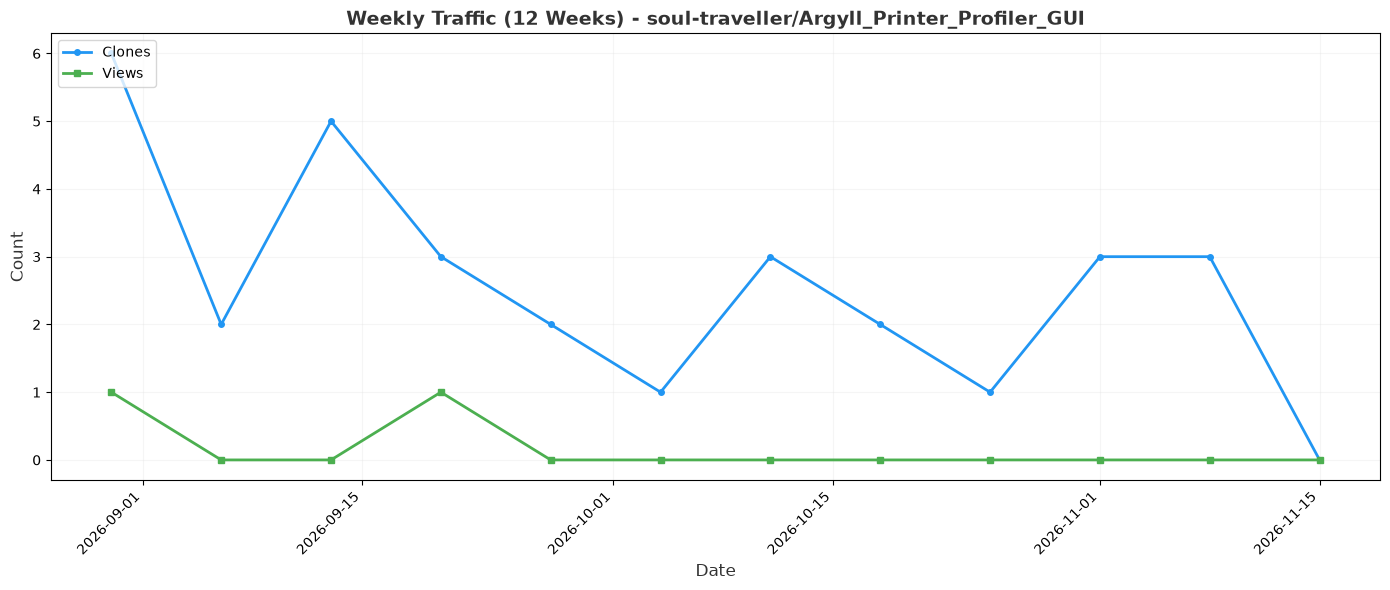 Weekly Traffic (12 Weeks) - soul-traveller/Argyll_Printer_Profiler_GUI
Clones
Views
Count
6
5
4
3
2
1
0
2026-09-01
2026-09-15
2026-10-01
2026-10-15
2026-11-01
2026-11-15
Date